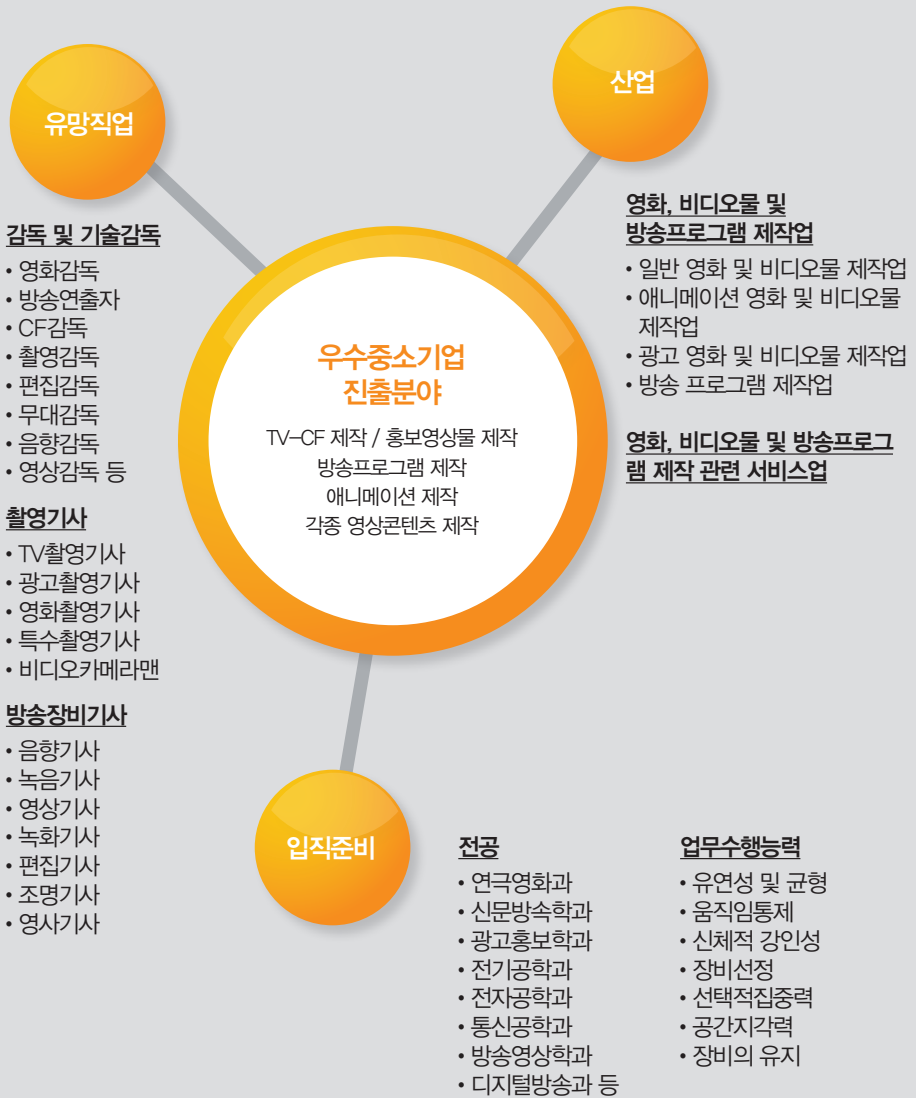 유망직업
감독 및 기술감독
• 영화감독
• 방송연출자
• CF감독
• 촬영감독
• 편집감독
• 무대감독
• 음향감독
• 영상감독 등
촬영기사
• TV촬영기사
• 광고촬영기사
• 영화촬영기사
• 특수촬영기사
• 비디오카메라맨
방송장비기사
• 음향기사
• 녹음기사
• 영상기사
• 녹화기사
• 편집기사
• 조명기사
• 영사기사
산업
영화, 비디오물 및
방송프로그램 제작업
• 일반 영화 및 비디오물 제작업
• 애니메이션 영화 및 비디오물
제작업
• 광고 영화 및 비디오물 제작업
• 방송 프로그램 제작업
영화, 비디오물 및 방송프로그
램 제작 관련 서비스업
우수중소기업
진출분야
TV-CF 제작 / 홍보영상물 제작
방송프로그램 제작
애니메이션 제작
각종 영상콘텐츠 제작
입직준비
전공
• 연극영화과
• 신문방속학과
• 광고홍보학과
• 전기공학과
• 전자공학과
• 통신공학과
• 방송영상학과
• 디지털방송과 등
업무수행능력
• 유연성 및 균형
• 움직임통제
• 신체적 강인성
• 장비선정
• 선택적집중력
• 공간지각력
• 장비의 유지